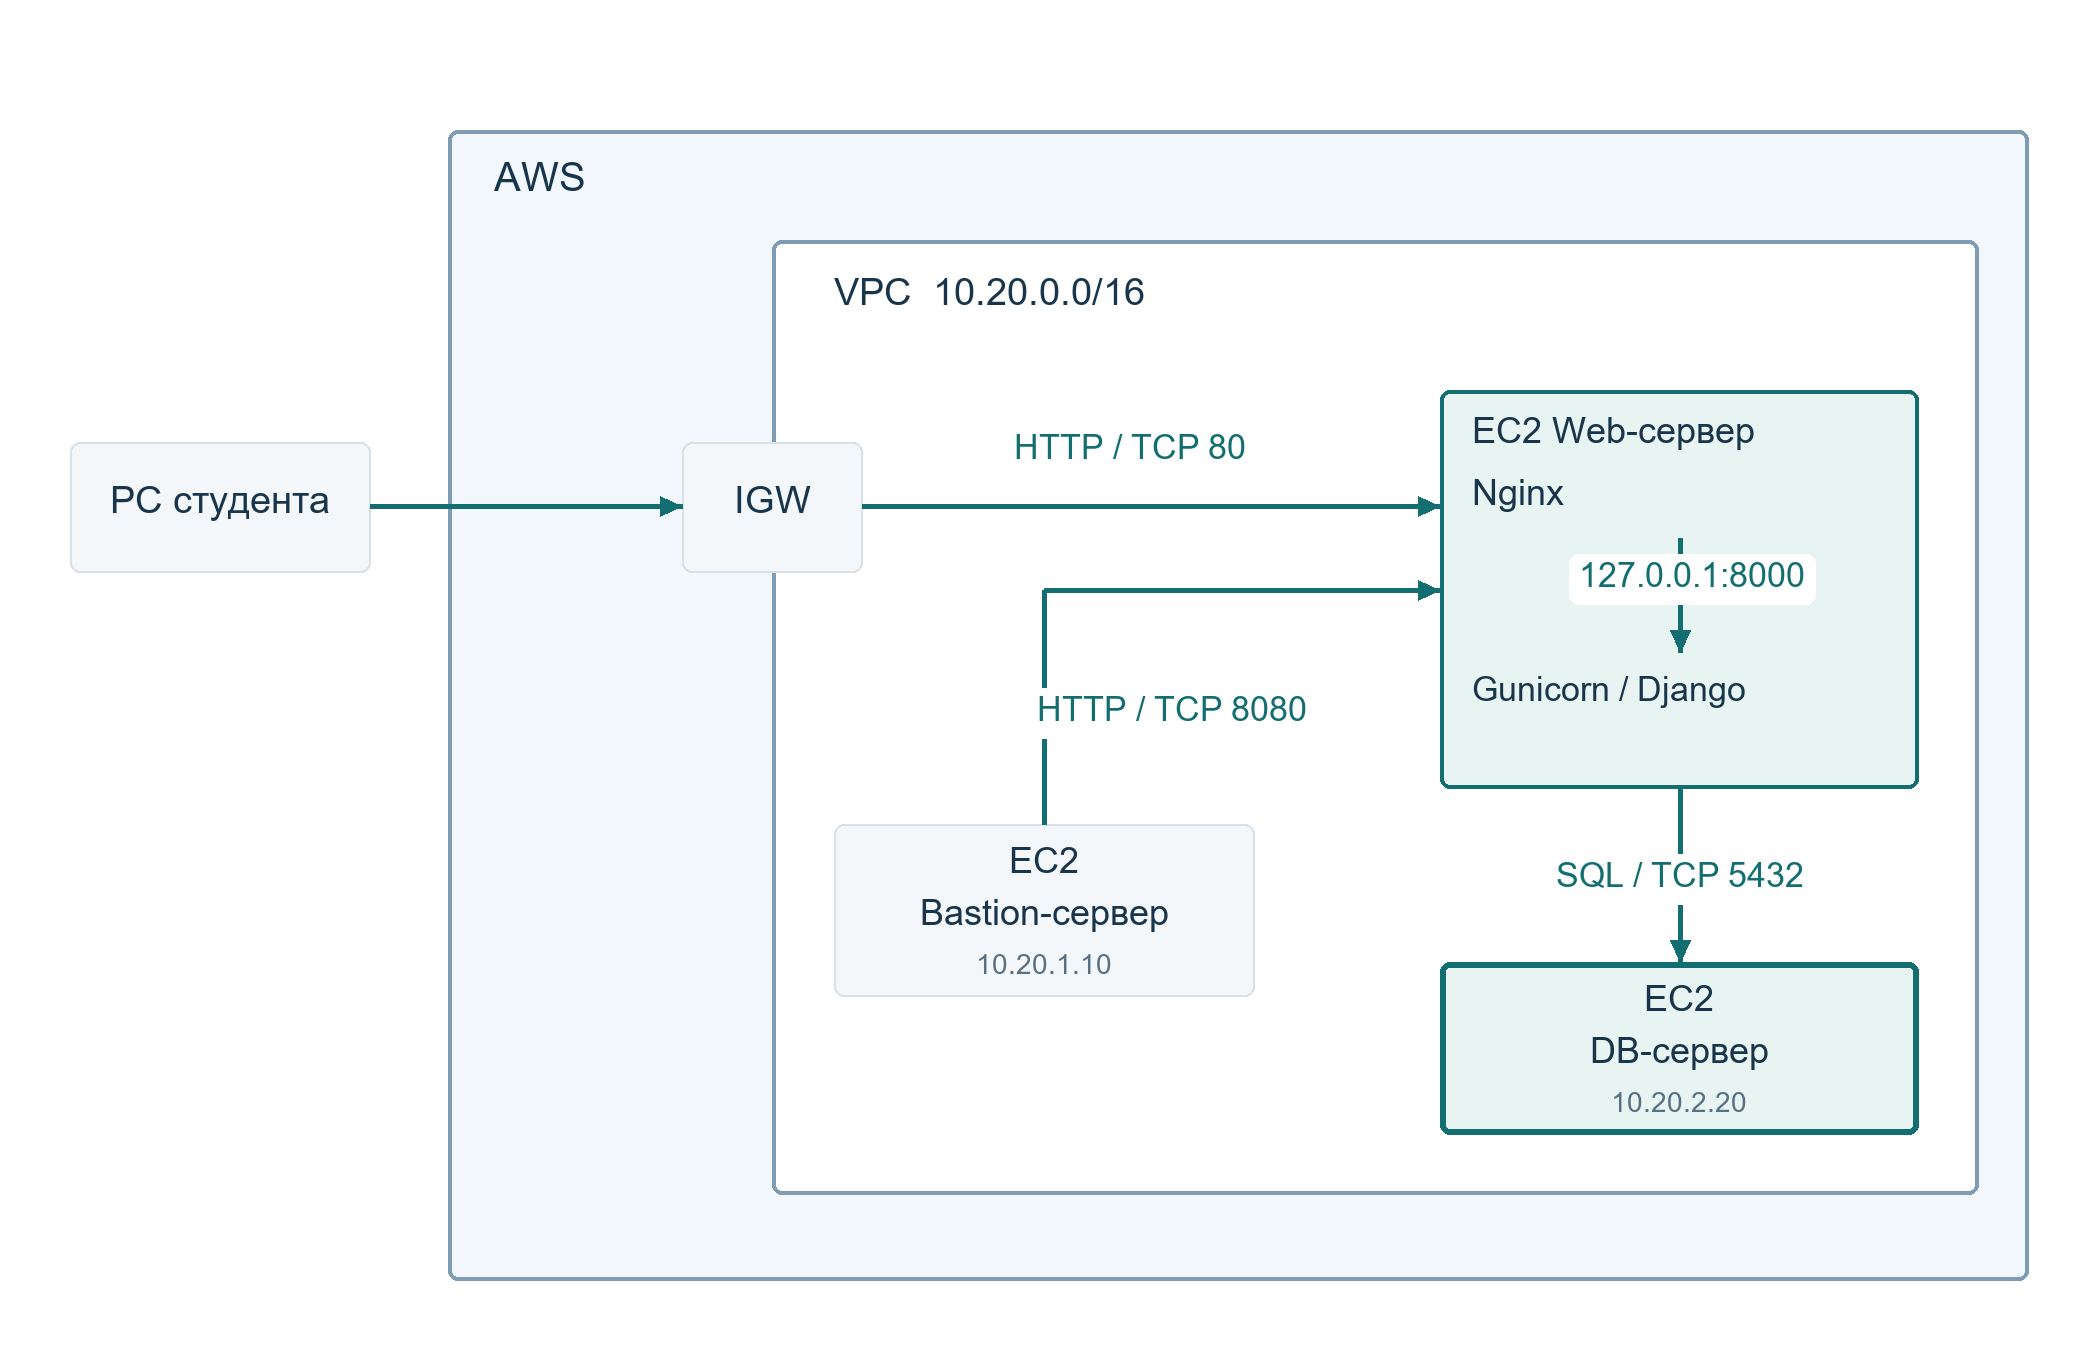 AWS
VPC 10.20.0.0/16
PC студента
IGW
HTTP / TCP 80
EC2 Web-сервер
Nginx
127.0.0.1:8000
Gunicorn / Django
HTTP / TCP 8080
EC2
Bastion-сервер
10.20.1.10
SQL / TCP 5432
EC2
DB-сервер
10.20.2.20